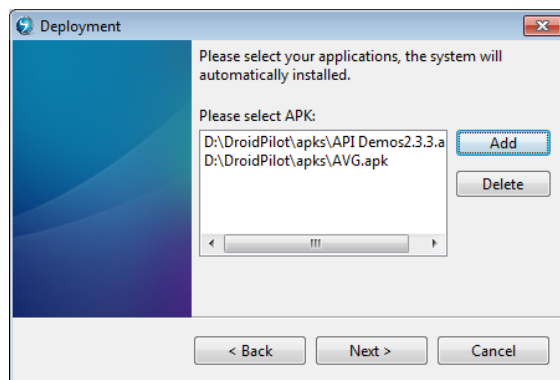 Deployment
Please select your applications, the system will
automatically installed.
Please select APK:
D:\DroidPilot\apks\API Demos2.3.3.a
D:\DroidPilot\apks\AVG.apk
Add
Delete
< Back
Next >
Cancel